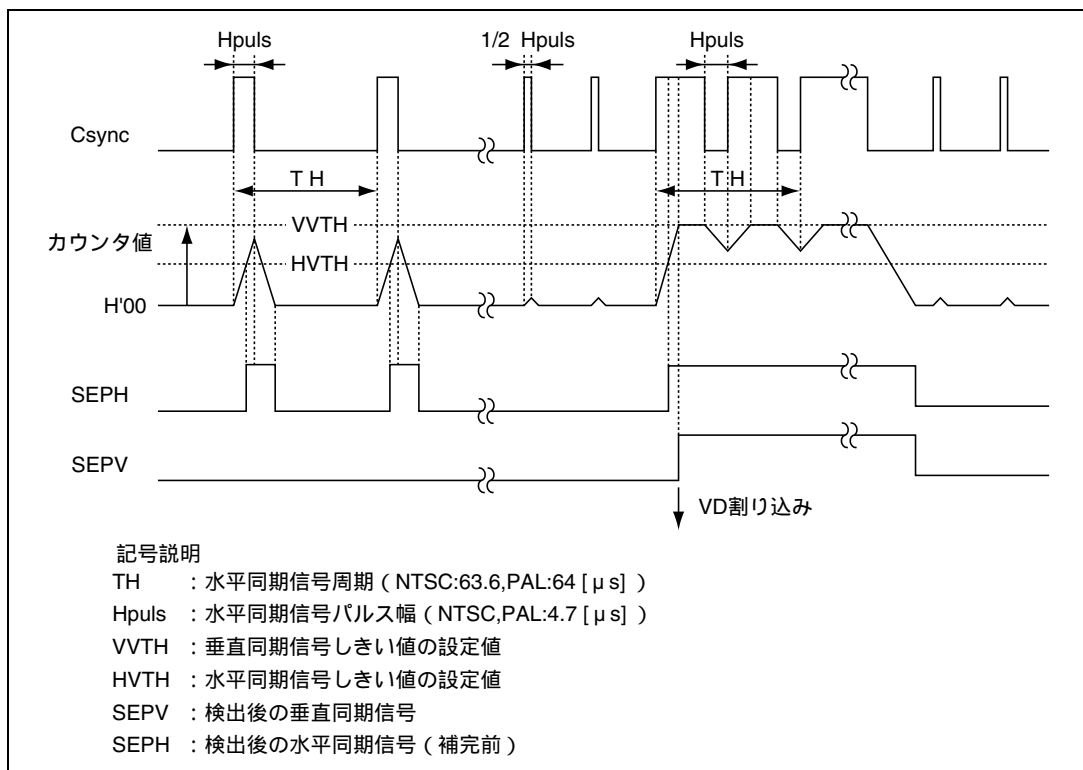 Hpuls 1/2 Hpuls Hpuls
Csync
T H T H
VVTH
カウンタ値
HVTH
H'00
SEPH
SEPV
VD割り込み
記号説明
TH ：水平同期信号周期（NTSC:63.6,PAL:64 [μs] ）
Hpuls ：水平同期信号パルス幅（NTSC,PAL:4.7 [μs] ）
VVTH ：垂直同期信号しきい値の設定値
HVTH ：水平同期信号しきい値の設定値
SEPV ：検出後の垂直同期信号
SEPH ：検出後の水平同期信号（補完前）